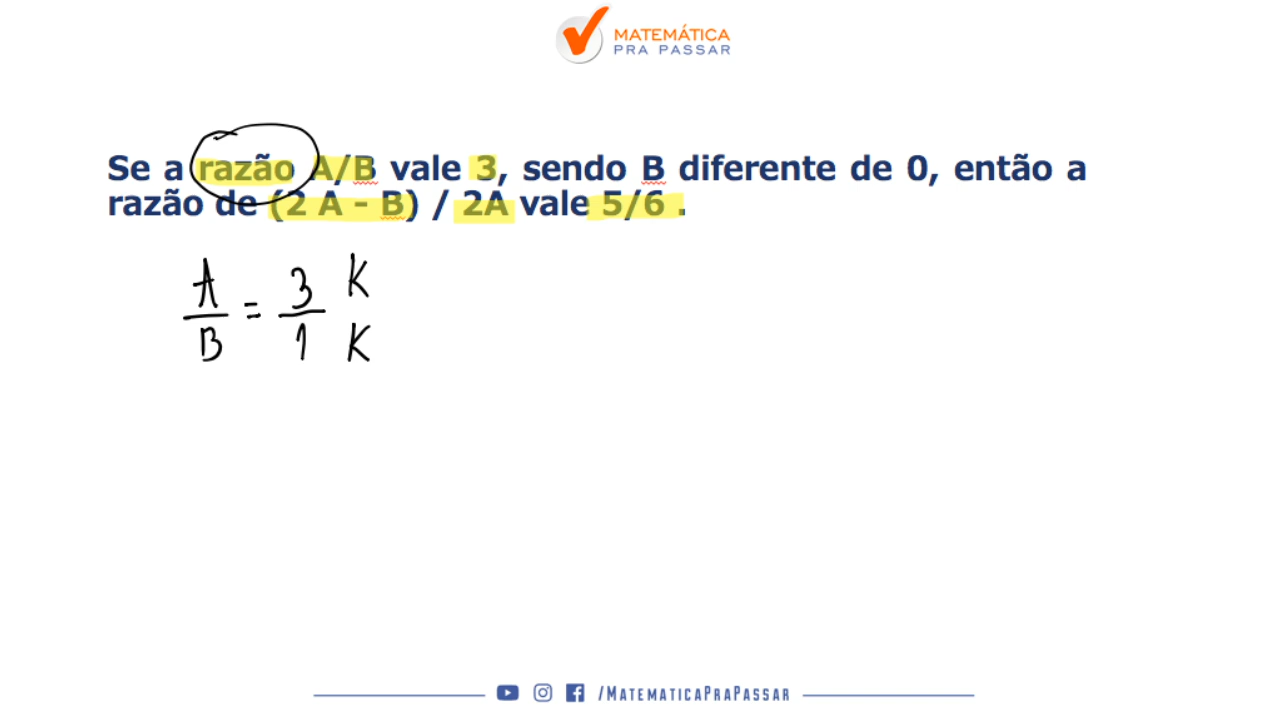 MATEMÁTICA
PRA PASSAR
Se a razão A/B vale 3, sendo B diferente de 0, então a
razão de (2 A - B) / 2A vale 5/6 .
A = 3 K
B 1 K
/MatematicaPraPassar